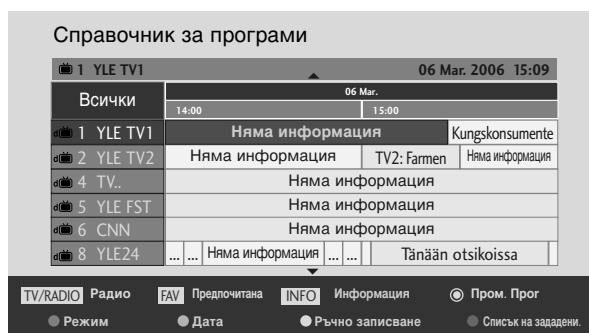 Справочник за програми
1 YLE TV1 06 Mar. 2006 15:09
Всички
06 Mar.
14:00 15:00
1 YLE TV1 Няма информация Kungskonsumente
2 YLE TV2 Няма информация TV2: Farmen Няма информация
4 TV.. Няма информация
5 YLE FST Няма информация
6 CNN Няма информация
8 YLE24 ... ... Няма информация ... ... Tänään otsikoissa
TV/RADIO Радио FAV Предпочитана INFO Информация Пром. Прог
Режим Дата Ръчно записване Списък на зададени.